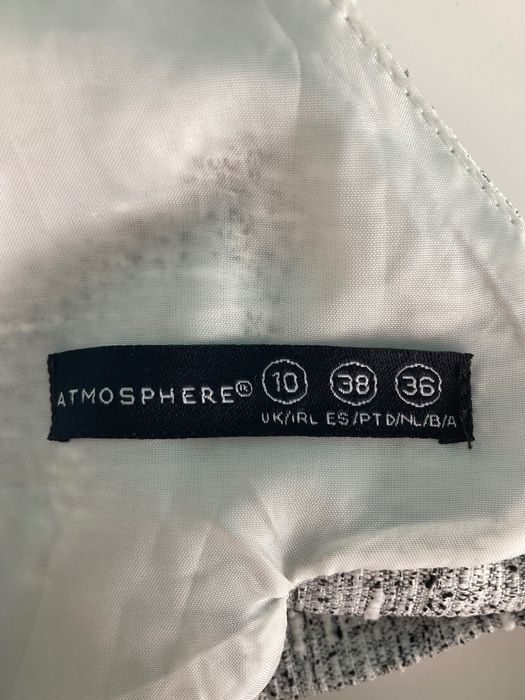 ATMOSPHERE® 10 38 36
UK/IRL ES/PT D/NL/B/A